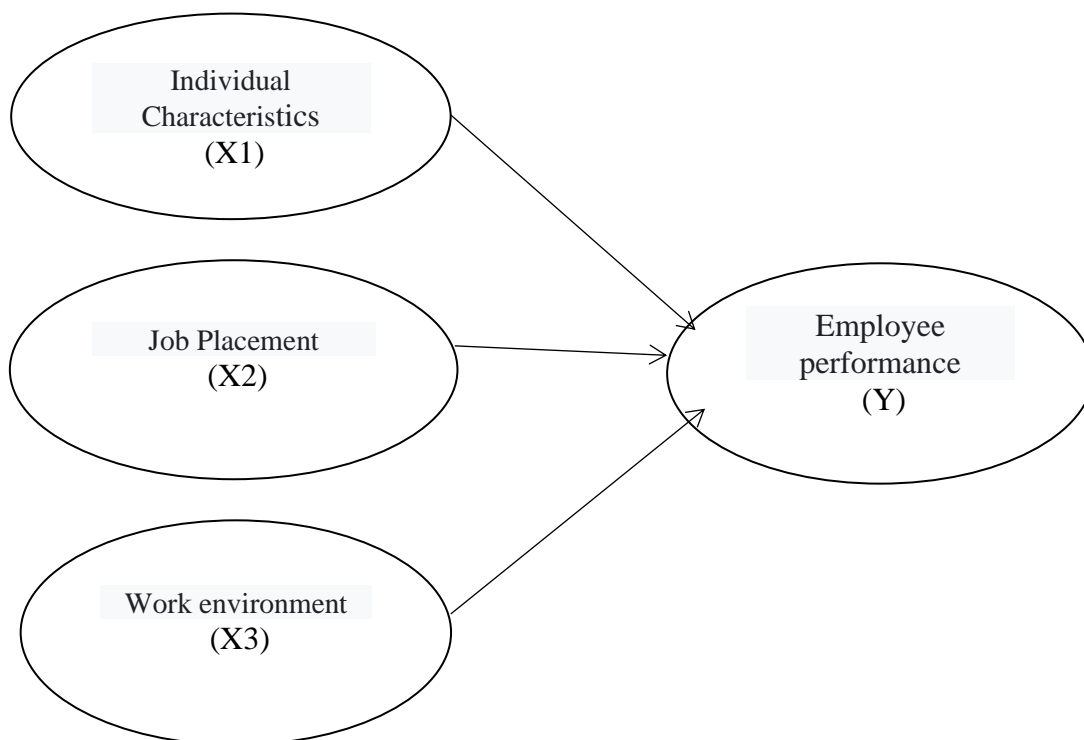 Individual
Characteristics
(X1)
Job Placement
(X2)
Employee
performance
(Y)
Work environment
(X3)